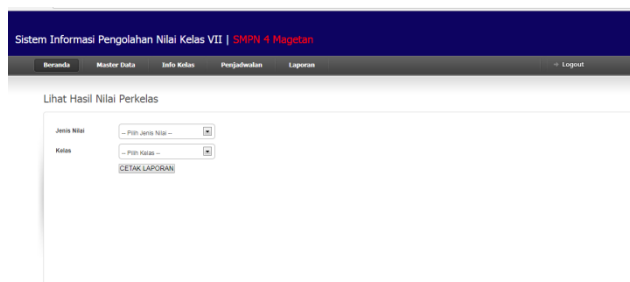 Sistem Informasi Pengolahan Nilai Kelas VII | SMPN 4 Magetan
Beranda Master Data Info Kelas Penjadwalan Laporan Logout
Lihat Hasil Nilai Perkelas
Jenis Nilai -- Pilih Jenis Nilai --
Kelas -- Pilih Kelas --
CETAK LAPORAN